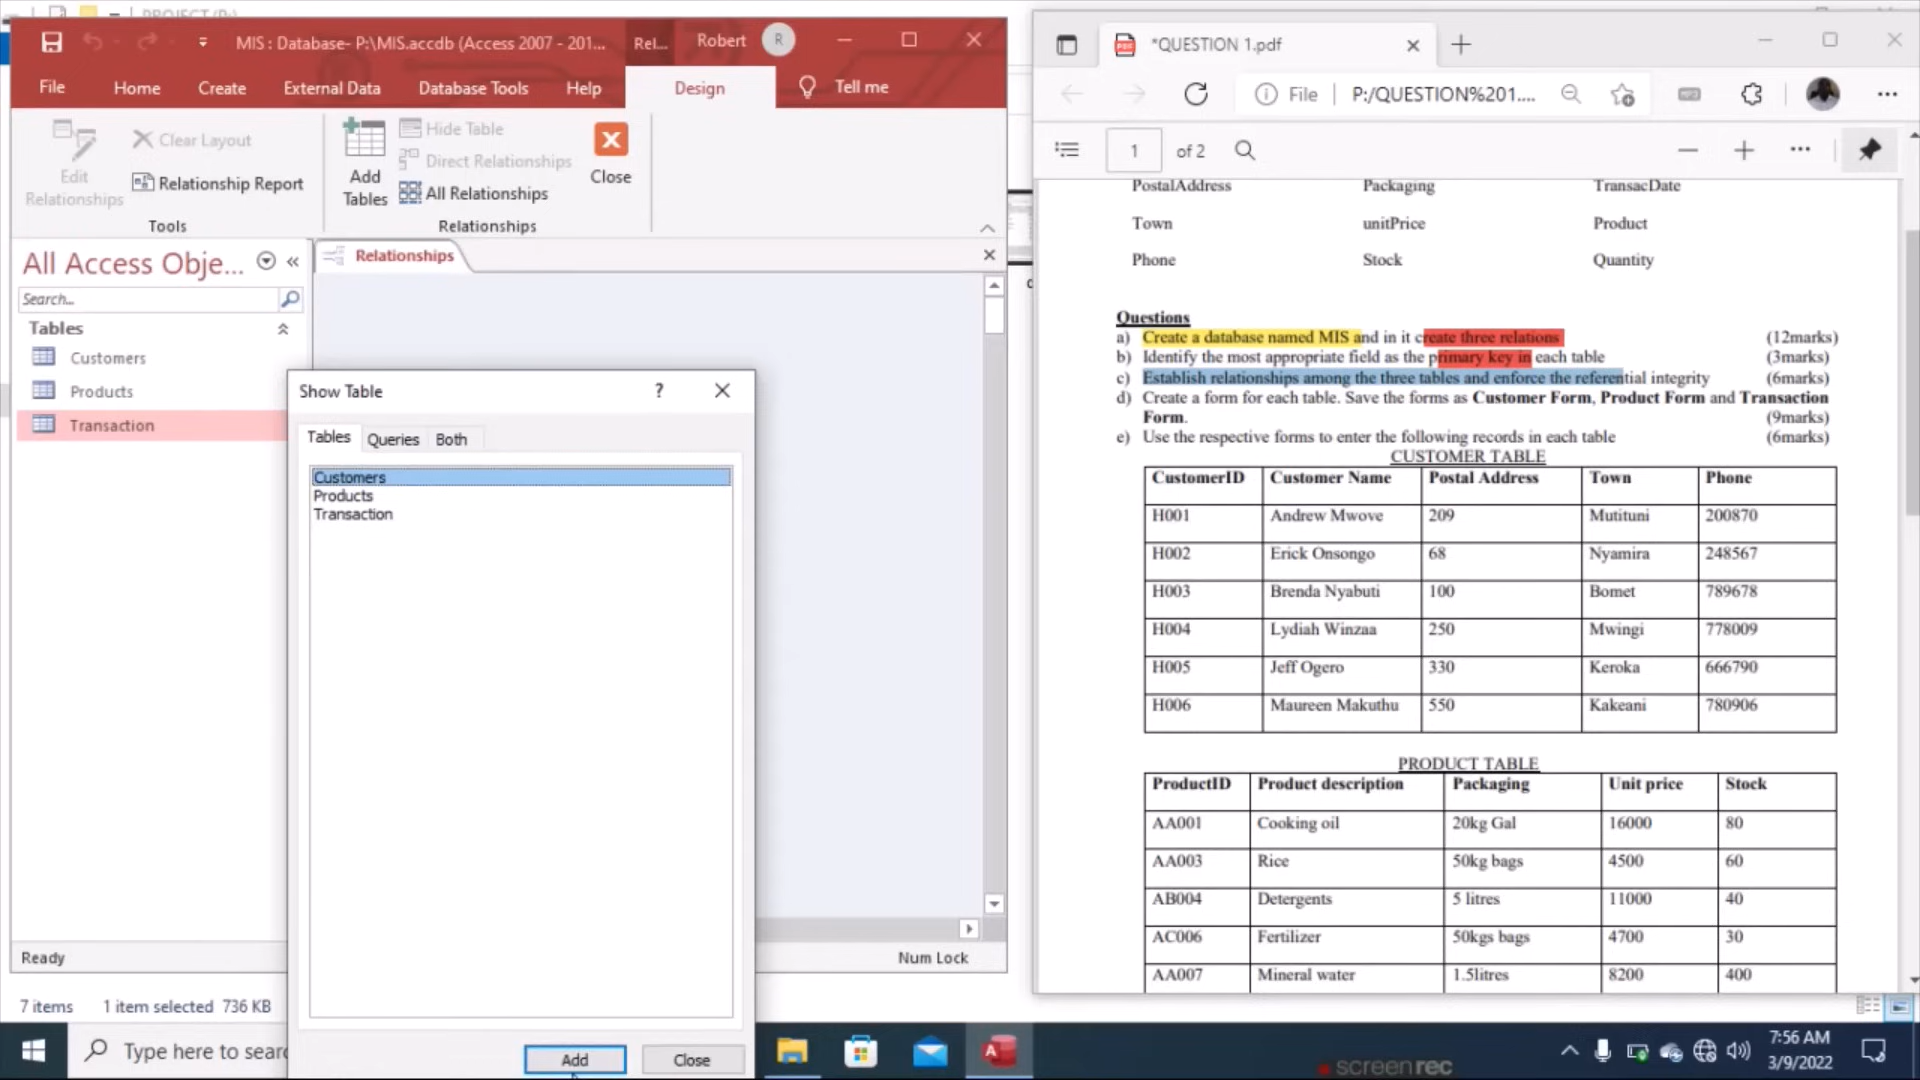 PROJECT (P:)
MIS : Database- P:\MIS.accdb (Access 2007 - 201...
Rel...
Robert
R
File
Home
Create
External Data
Database Tools
Help
Design
Tell me
Edit
Relationships
Clear Layout
Relationship Report
Tools
Add
Tables
Hide Table
Direct Relationships
All Relationships
Relationships
Close
All Access Obje...
Search...
Tables
Customers
Products
Transaction
Relationships
Show Table
?
Tables
Queries
Both
Customers
Products
Transaction
Add
Close
Ready
Num Lock
7 items
1 item selected 736 KB
*QUESTION 1.pdf
File
P:/QUESTION%201....
1
of 2
PostalAddress Packaging TransacDate
Town unitPrice Product
Phone Stock Quantity
Questions
a) Create a database named MIS and in it create three relations (12marks)
b) Identify the most appropriate field as the primary key in each table (3marks)
c) Establish relationships among the three tables and enforce the referential integrity (6marks)
d) Create a form for each table. Save the forms as Customer Form, Product Form and Transaction
Form. (9marks)
e) Use the respective forms to enter the following records in each table (6marks)
CUSTOMER TABLE
CustomerID Customer Name Postal Address Town Phone
H001 Andrew Mwove 209 Mutituni 200870
H002 Erick Onsongo 68 Nyamira 248567
H003 Brenda Nyabuti 100 Bomet 789678
H004 Lydiah Winzaa 250 Mwingi 778009
H005 Jeff Ogero 330 Keroka 666790
H006 Maureen Makuthu 550 Kakeani 780906
PRODUCT TABLE
ProductID Product description Packaging Unit price Stock
AA001 Cooking oil 20kg Gal 16000 80
AA003 Rice 50kg bags 4500 60
AB004 Detergents 5 litres 11000 40
AC006 Fertilizer 50kgs bags 4700 30
AA007 Mineral water 1.5litres 8200 400
Type here to searc
screenrec
7:56 AM
3/9/2022